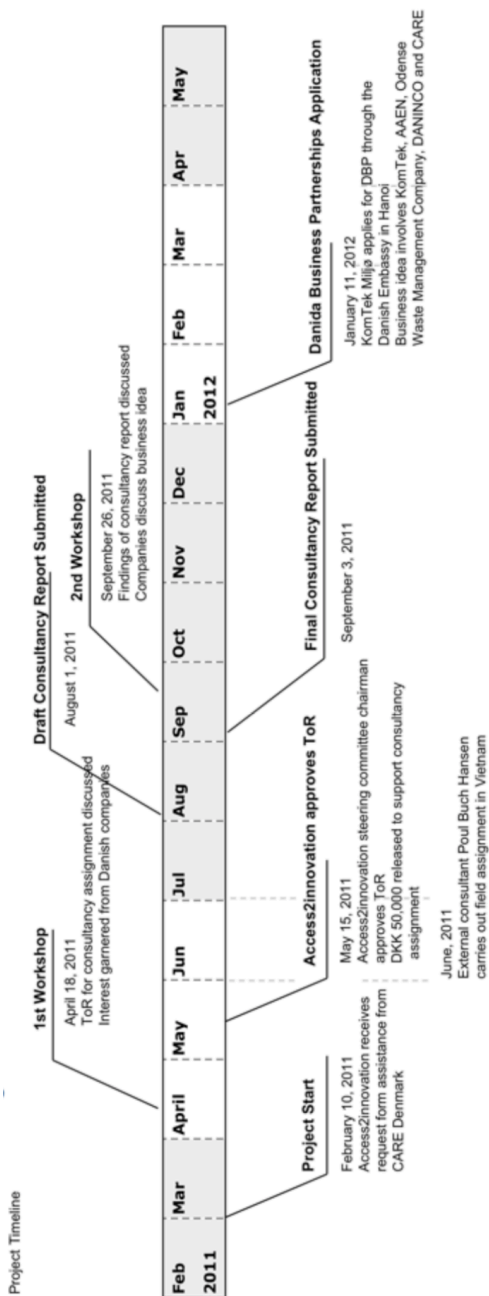 Project Timeline
1st Workshop
April 18, 2011
ToR for consultancy assignment discussed
Interest garnered from Danish companies
Draft Consultancy Report Submitted
August 1, 2011
2nd Workshop
September 26, 2011
Findings of consultancy report discussed
Companies discuss business idea
Feb Mar April May Jun Jul Aug Sep Oct Nov Dec Jan Feb Mar Apr May
2011 2012
Project Start
February 10, 2011
Access2innovation receives
request form assistance from
CARE Denmark
Access2innovation approves ToR
May 15, 2011
Access2innovation steering committee chairman
approves ToR
DKK 50,000 released to support consultancy
assignment
June, 2011
External consultant Poul Buch Hansen
carries out field assignment in Vietnam
Final Consultancy Report Submitted
September 3, 2011
Danida Business Partnerships Application
January 11, 2012
KomTek Miljø applies for DBP through the
Danish Embassy in Hanoi
Business idea involves KomTek, AAEN, Odense
Waste Management Company, DANINCO and CARE